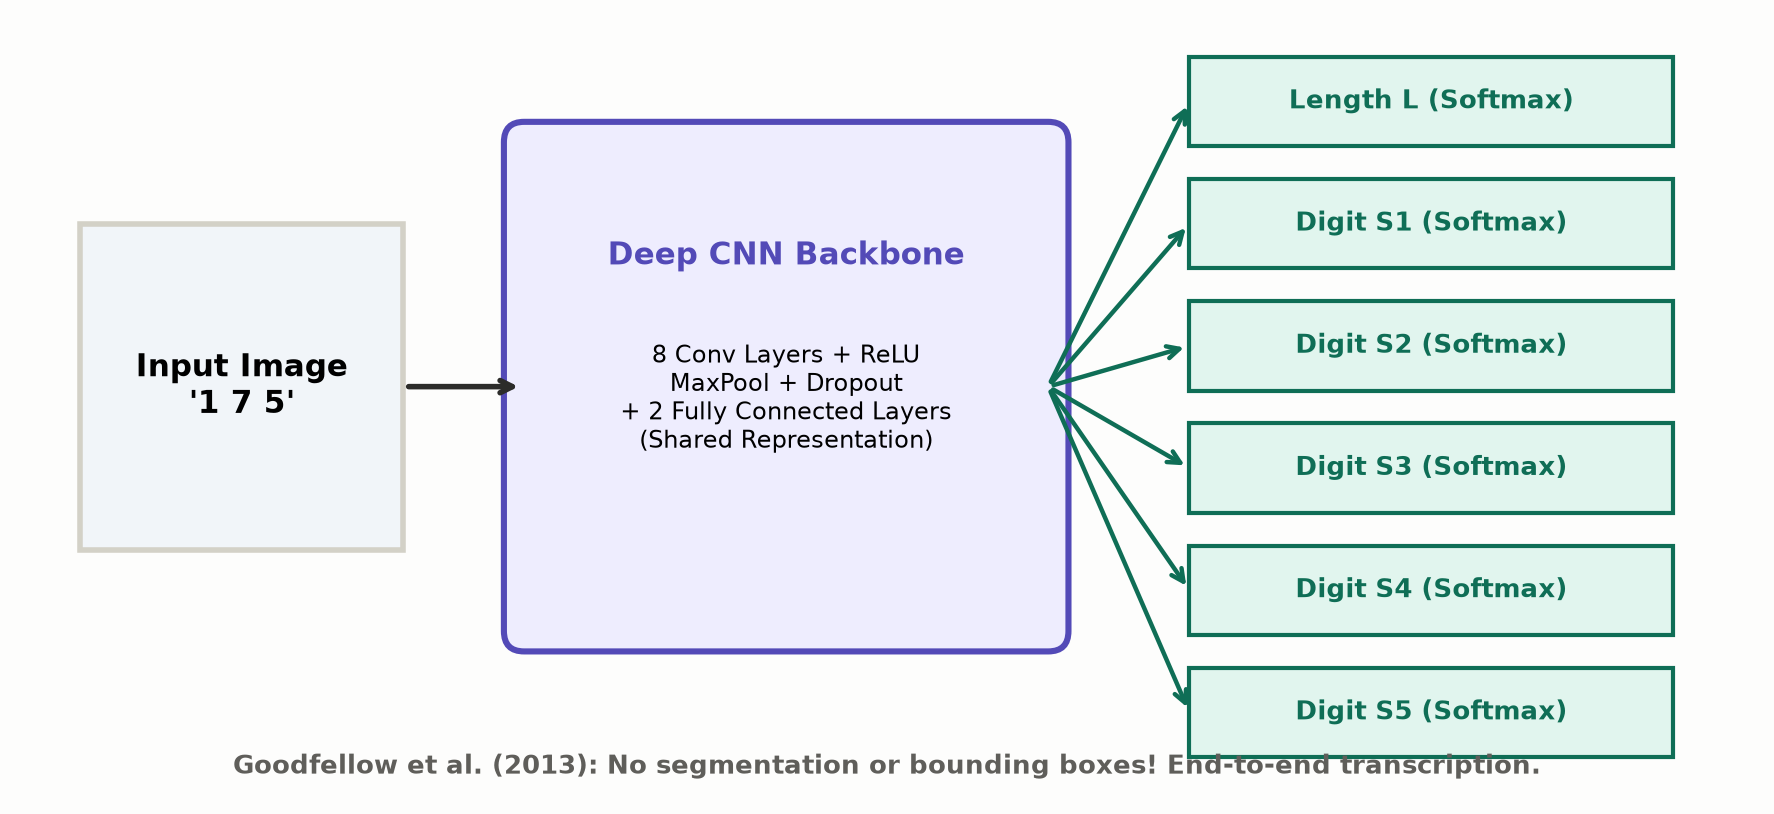 Input Image
'1 7 5'
Deep CNN Backbone
8 Conv Layers + ReLU
MaxPool + Dropout
+ 2 Fully Connected Layers
(Shared Representation)
Length L (Softmax)
Digit S1 (Softmax)
Digit S2 (Softmax)
Digit S3 (Softmax)
Digit S4 (Softmax)
Digit S5 (Softmax)
Goodfellow et al. (2013): No segmentation or bounding boxes! End-to-end transcription.